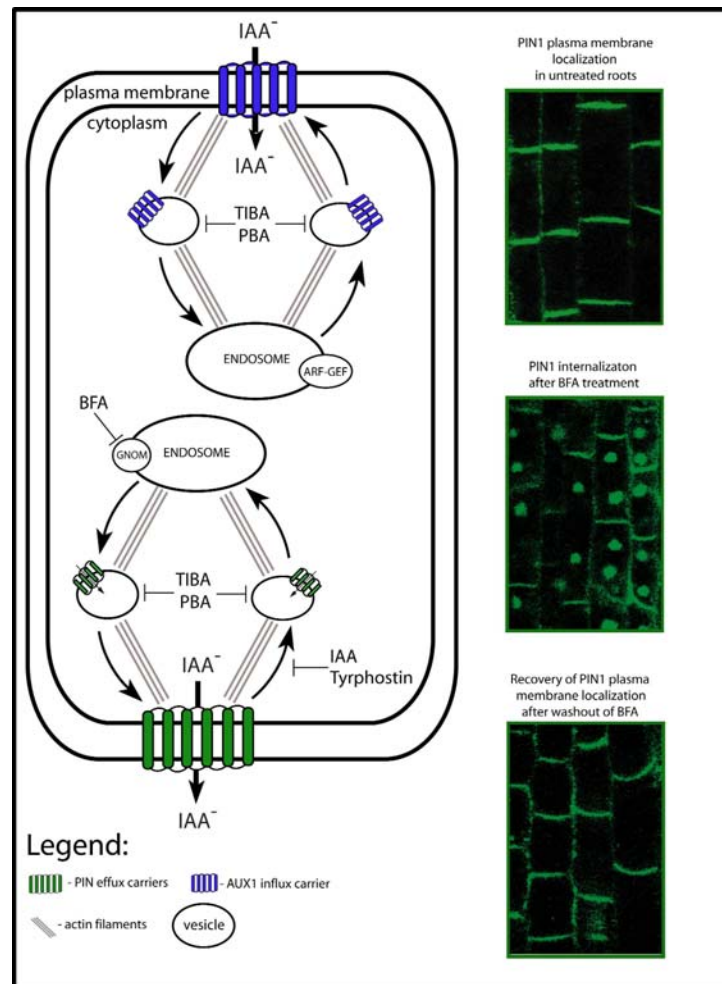 IAA⁻
plasma membrane
cytoplasm
IAA⁻
TIBA
PBA
ENDOSOME
ARF-GEF
BFA
GNOM
ENDOSOME
TIBA
PBA
IAA
Tyrphostin
IAA⁻
IAA⁻
Legend:
- PIN effux carriers
- AUX1 influx carrier
- actin filaments
vesicle
PIN1 plasma membrane
localization
in untreated roots
PIN1 internalizaton
after BFA treatment
Recovery of PIN1 plasma
membrane localization
after washout of BFA